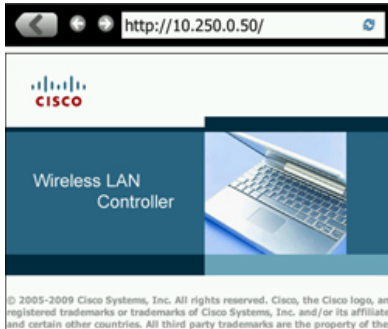 http://10.250.0.50/
CISCO
Wireless LAN
Controller
© 2005-2009 Cisco Systems, Inc. All rights reserved. Cisco, the Cisco logo, an
registered trademarks or trademarks of Cisco Systems, Inc. and/or its affiliat
and certain other countries. All third party trademarks are the property of the